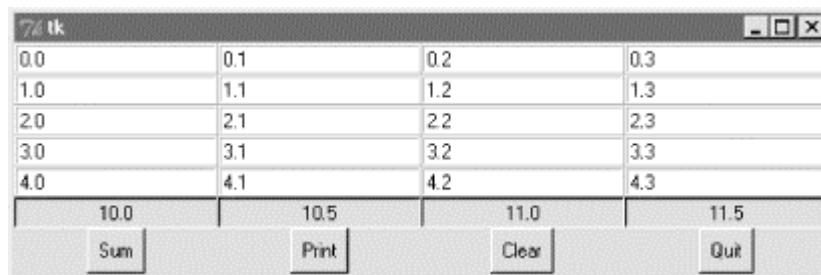 tk
0.0 0.1 0.2 0.3
1.0 1.1 1.2 1.3
2.0 2.1 2.2 2.3
3.0 3.1 3.2 3.3
4.0 4.1 4.2 4.3
10.0 10.5 11.0 11.5
Sum Print Clear Quit